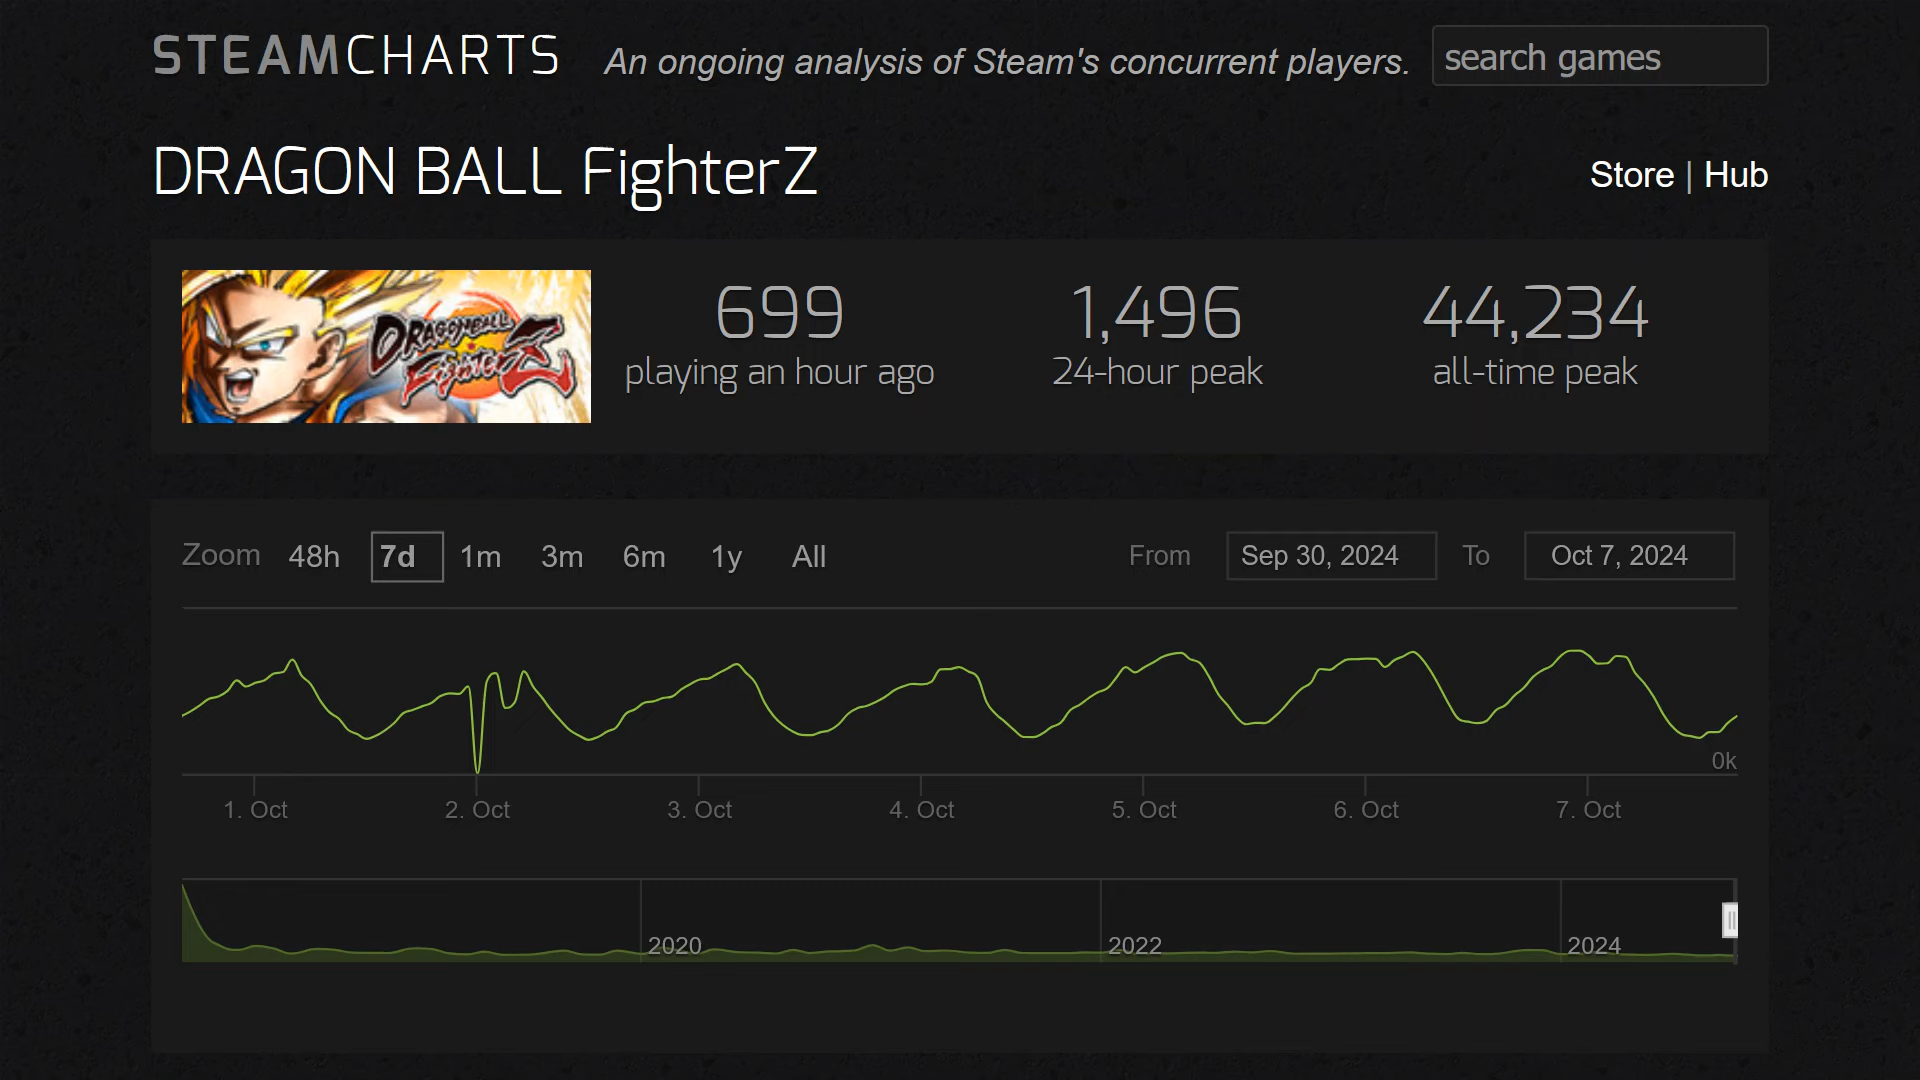 STEAMCHARTS An ongoing analysis of Steam's concurrent players. search games
DRAGON BALL FighterZ Store | Hub
DRAGONBALL
FighterZ
699 1,496 44,234
playing an hour ago 24-hour peak all-time peak
Zoom 48h 7d 1m 3m 6m 1y All From Sep 30, 2024 To Oct 7, 2024
0k
1. Oct 2. Oct 3. Oct 4. Oct 5. Oct 6. Oct 7. Oct
2020 2022 2024